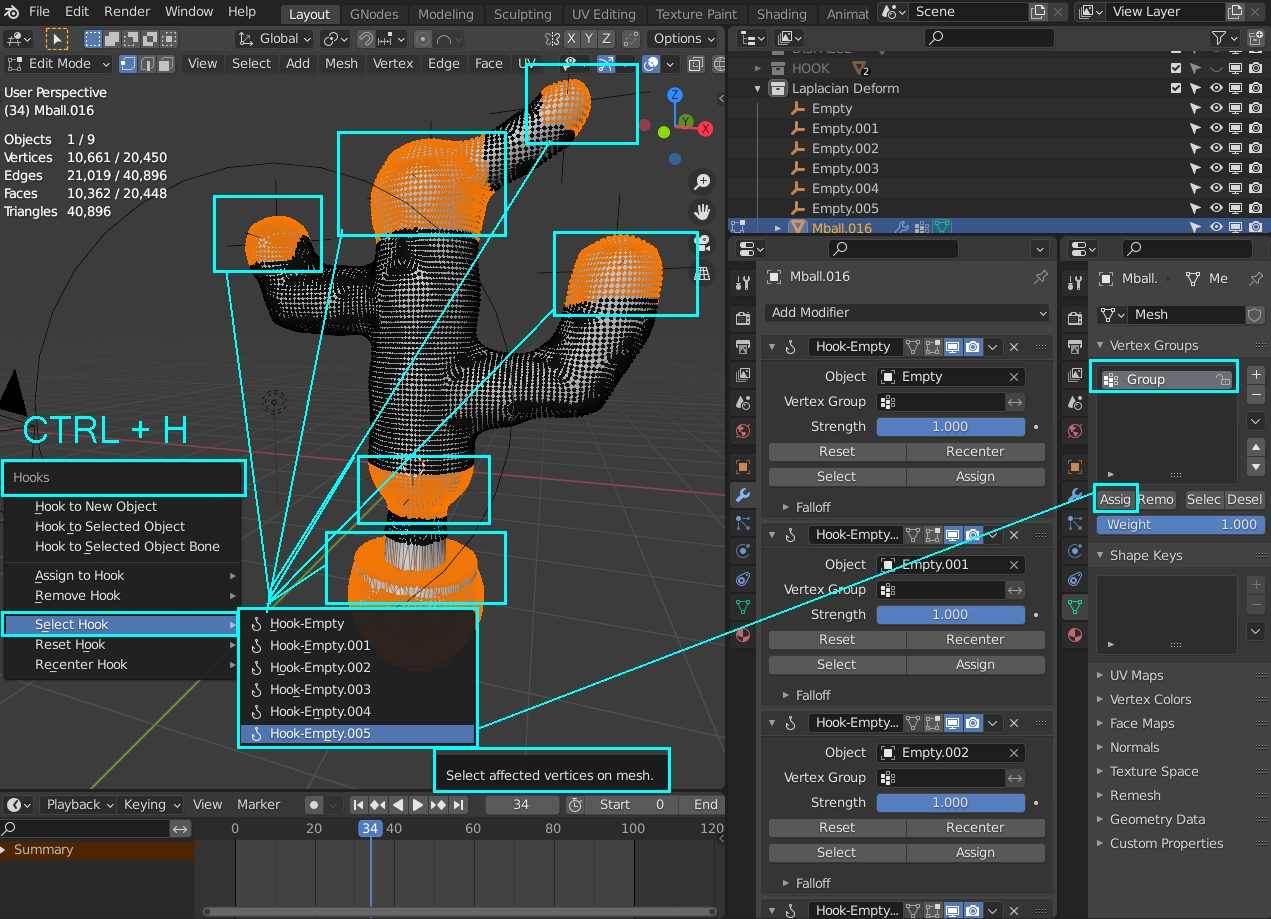 File Edit Render Window Help Layout GNodes Modeling Sculpting UV Editing Texture Paint Shading Animat Scene View Layer
Global X Y Z Options
Edit Mode View Select Add Mesh Vertex Edge Face UV
User Perspective
(34) Mball.016
Objects 1 / 9
Vertices 10,661 / 20,450
Edges 21,019 / 40,896
Faces 10,362 / 20,448
Triangles 40,896
Z
Y
X
CTRL + H
Hooks
Hook to New Object
Hook to Selected Object
Hook to Selected Object Bone
Assign to Hook
Remove Hook
Select Hook
Reset Hook
Recenter Hook
Hook-Empty
Hook-Empty.001
Hook-Empty.002
Hook-Empty.003
Hook-Empty.004
Hook-Empty.005
Select affected vertices on mesh.
Playback Keying View Marker 34 Start 0 End
0 20 34 40 60 80 100 120
Summary
HOOK 2
Laplacian Deform
Empty
Empty.001
Empty.002
Empty.003
Empty.004
Empty.005
Mball.016
Mball.016
Add Modifier
Hook-Empty
Object Empty
Vertex Group
Strength 1.000
Reset Recenter
Select Assign
Falloff
Hook-Empty...
Object Empty.001
Vertex Group
Strength 1.000
Reset Recenter
Select Assign
Falloff
Hook-Empty...
Object Empty.002
Vertex Group
Strength 1.000
Reset Recenter
Select Assign
Falloff
Hook-Empty...
Mball. Me
Mesh
Vertex Groups
Group
Assig Remo Selec Desel
Weight 1.000
Shape Keys
UV Maps
Vertex Colors
Face Maps
Normals
Texture Space
Remesh
Geometry Data
Custom Properties